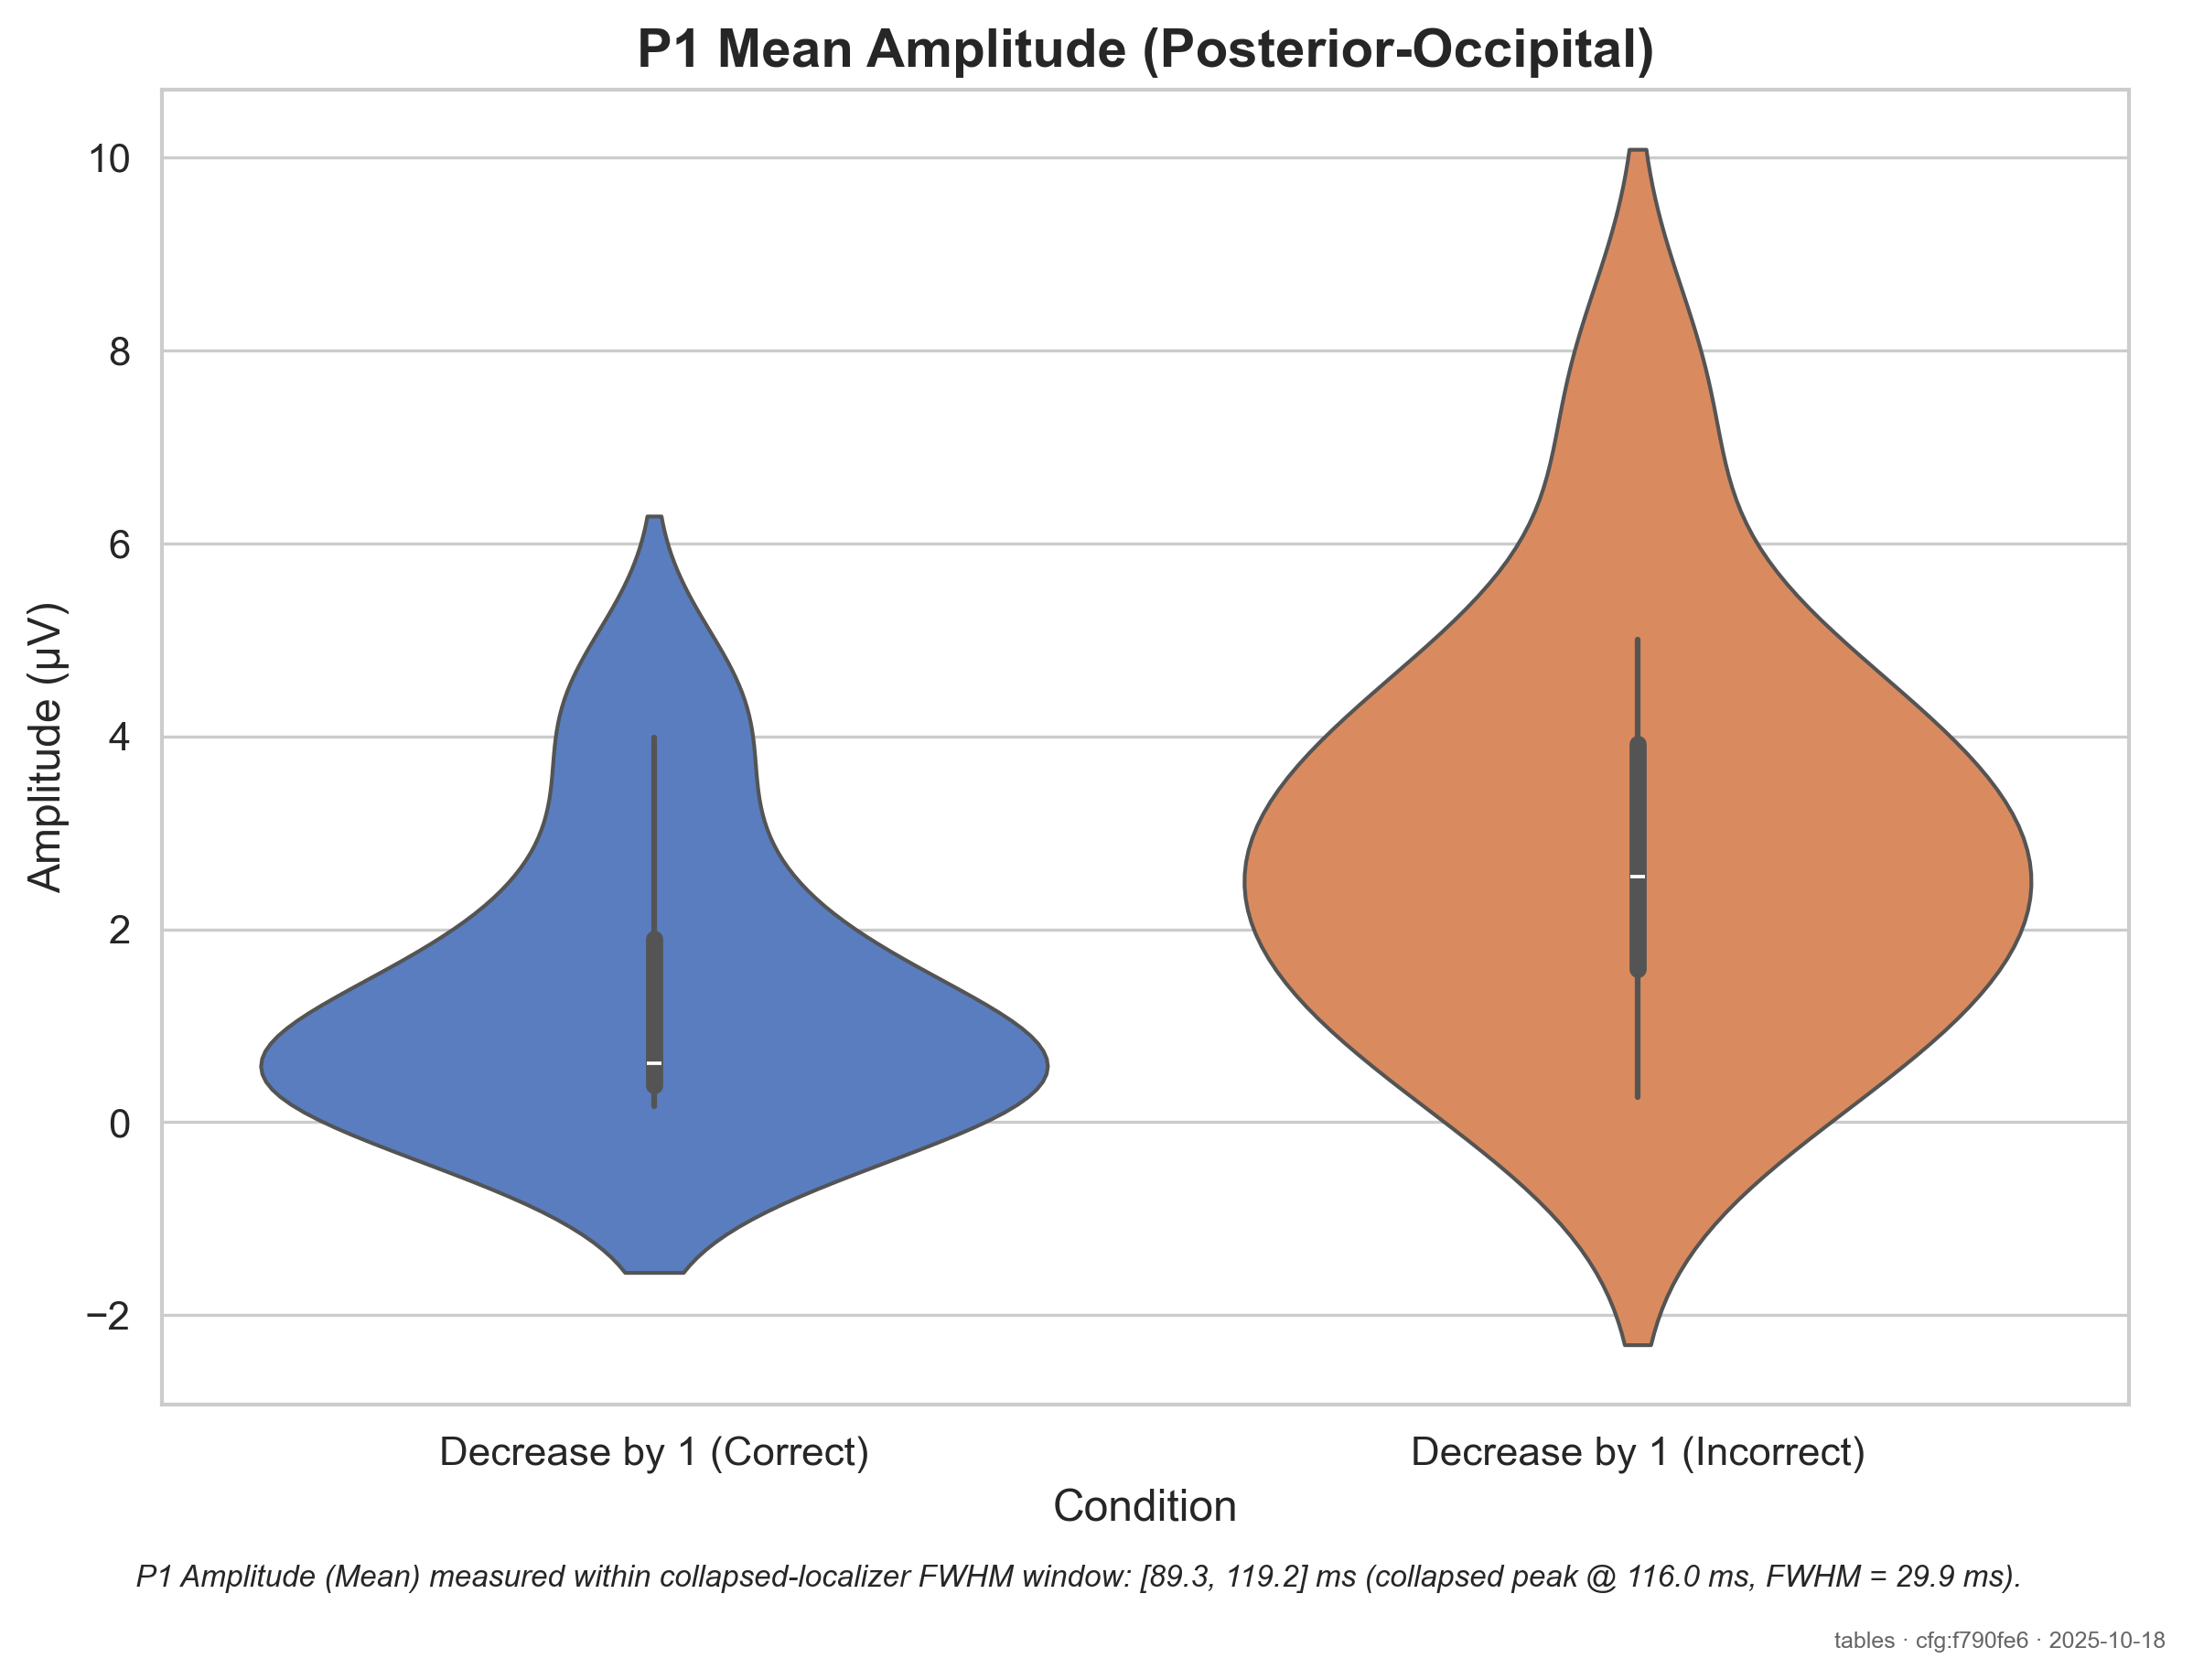 P1 Mean Amplitude (Posterior-Occipital)
10
8
6
4
2
0
−2
Amplitude (µV)
Decrease by 1 (Correct)
Decrease by 1 (Incorrect)
Condition
P1 Amplitude (Mean) measured within collapsed-localizer FWHM window: [89.3, 119.2] ms (collapsed peak @ 116.0 ms, FWHM = 29.9 ms).
tables · cfg:f790fe6 · 2025-10-18